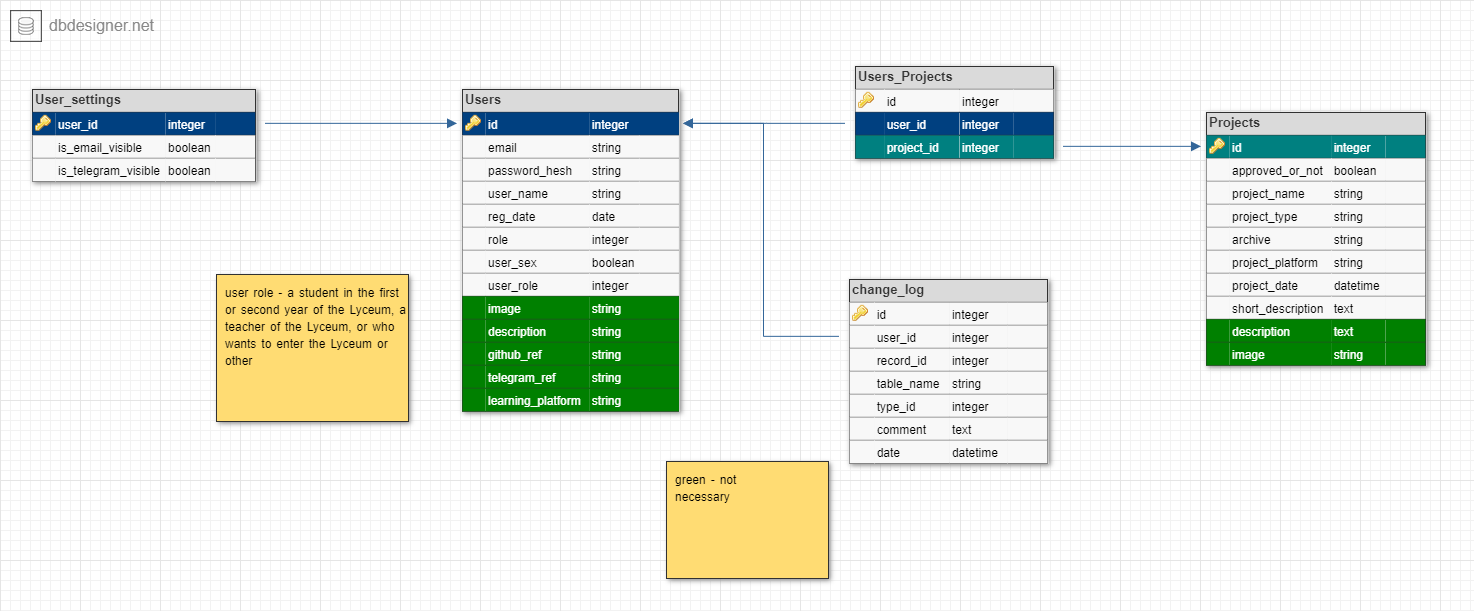 dbdesigner.net
User_settings
user_id integer
is_email_visible boolean
is_telegram_visible boolean
Users
id integer
email string
password_hesh string
user_name string
reg_date date
role integer
user_sex boolean
user_role integer
image string
description string
github_ref string
telegram_ref string
learning_platform string
Users_Projects
id integer
user_id integer
project_id integer
Projects
id integer
approved_or_not boolean
project_name string
project_type string
archive string
project_platform string
project_date datetime
short_description text
description text
image string
user role - a student in the first
or second year of the Lyceum, a
teacher of the Lyceum, or who
wants to enter the Lyceum or
other
change_log
id integer
user_id integer
record_id integer
table_name string
type_id integer
comment text
date datetime
green - not
necessary